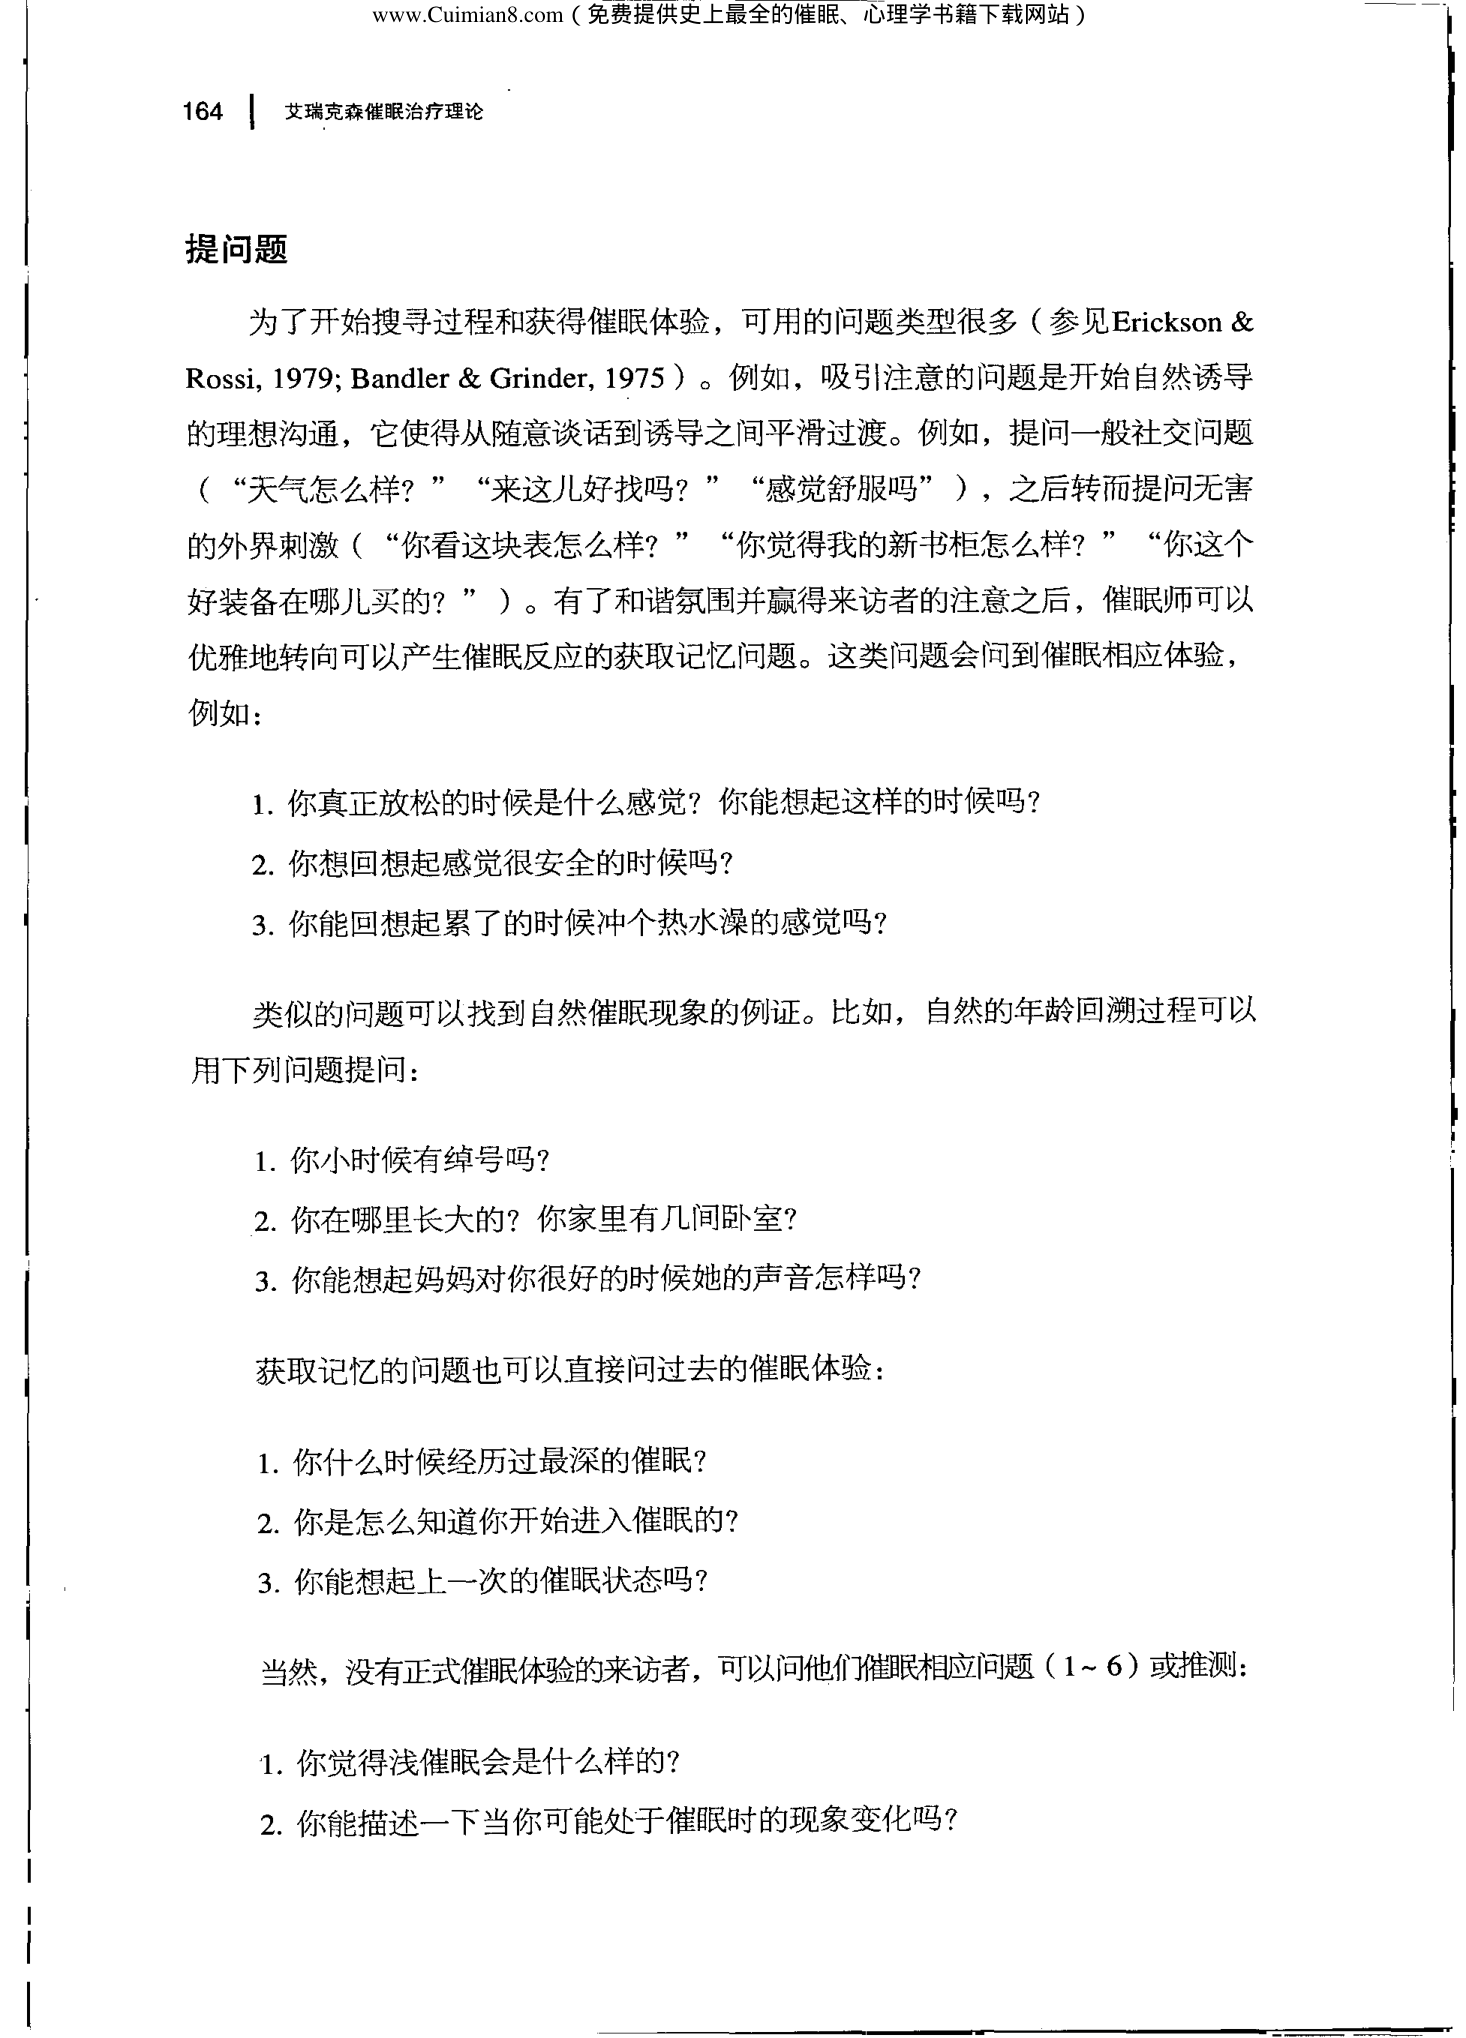 www.Cuimian8.com（免费提供史上最全的催眠、心理学书籍下载网站）
164 | 艾瑞克森催眠治疗理论
提问题
为了开始搜寻过程和获得催眠体验，可用的问题类型很多（参见Erickson &
Rossi, 1979; Bandler & Grinder, 1975）。例如，吸引注意的问题是开始自然诱导
的理想沟通，它使得从随意谈话到诱导之间平滑过渡。例如，提问一般社交问题
（“天气怎么样？”“来这儿好找吗？”“感觉舒服吗”），之后转而提问无害
的外界刺激（“你看这块表怎么样？”“你觉得我的新书柜怎么样？”“你这个
好装备在哪儿买的？”）。有了和谐氛围并赢得来访者的注意之后，催眠师可以
优雅地转向可以产生催眠反应的获取记忆问题。这类问题会问到催眠相应体验，
例如：
1. 你真正放松的时候是什么感觉？你能想起这样的时候吗？
2. 你想回想起感觉很安全的时候吗？
3. 你能回想起累了的时候冲个热水澡的感觉吗？
类似的问题可以找到自然催眠现象的例证。比如，自然的年龄回溯过程可以
用下列问题提问：
1. 你小时候有绰号吗？
2. 你在哪里长大的？你家里有几间卧室？
3. 你能想起妈妈对你很好的时候她的声音怎样吗？
获取记忆的问题也可以直接问过去的催眠体验：
1. 你什么时候经历过最深的催眠？
2. 你是怎么知道你开始进入催眠的？
3. 你能想起上一次的催眠状态吗？
当然，没有正式催眠体验的来访者，可以问他们催眠相应问题（1~ 6）或推测：
1. 你觉得浅催眠会是什么样的？
2. 你能描述一下当你可能处于催眠时的现象变化吗？